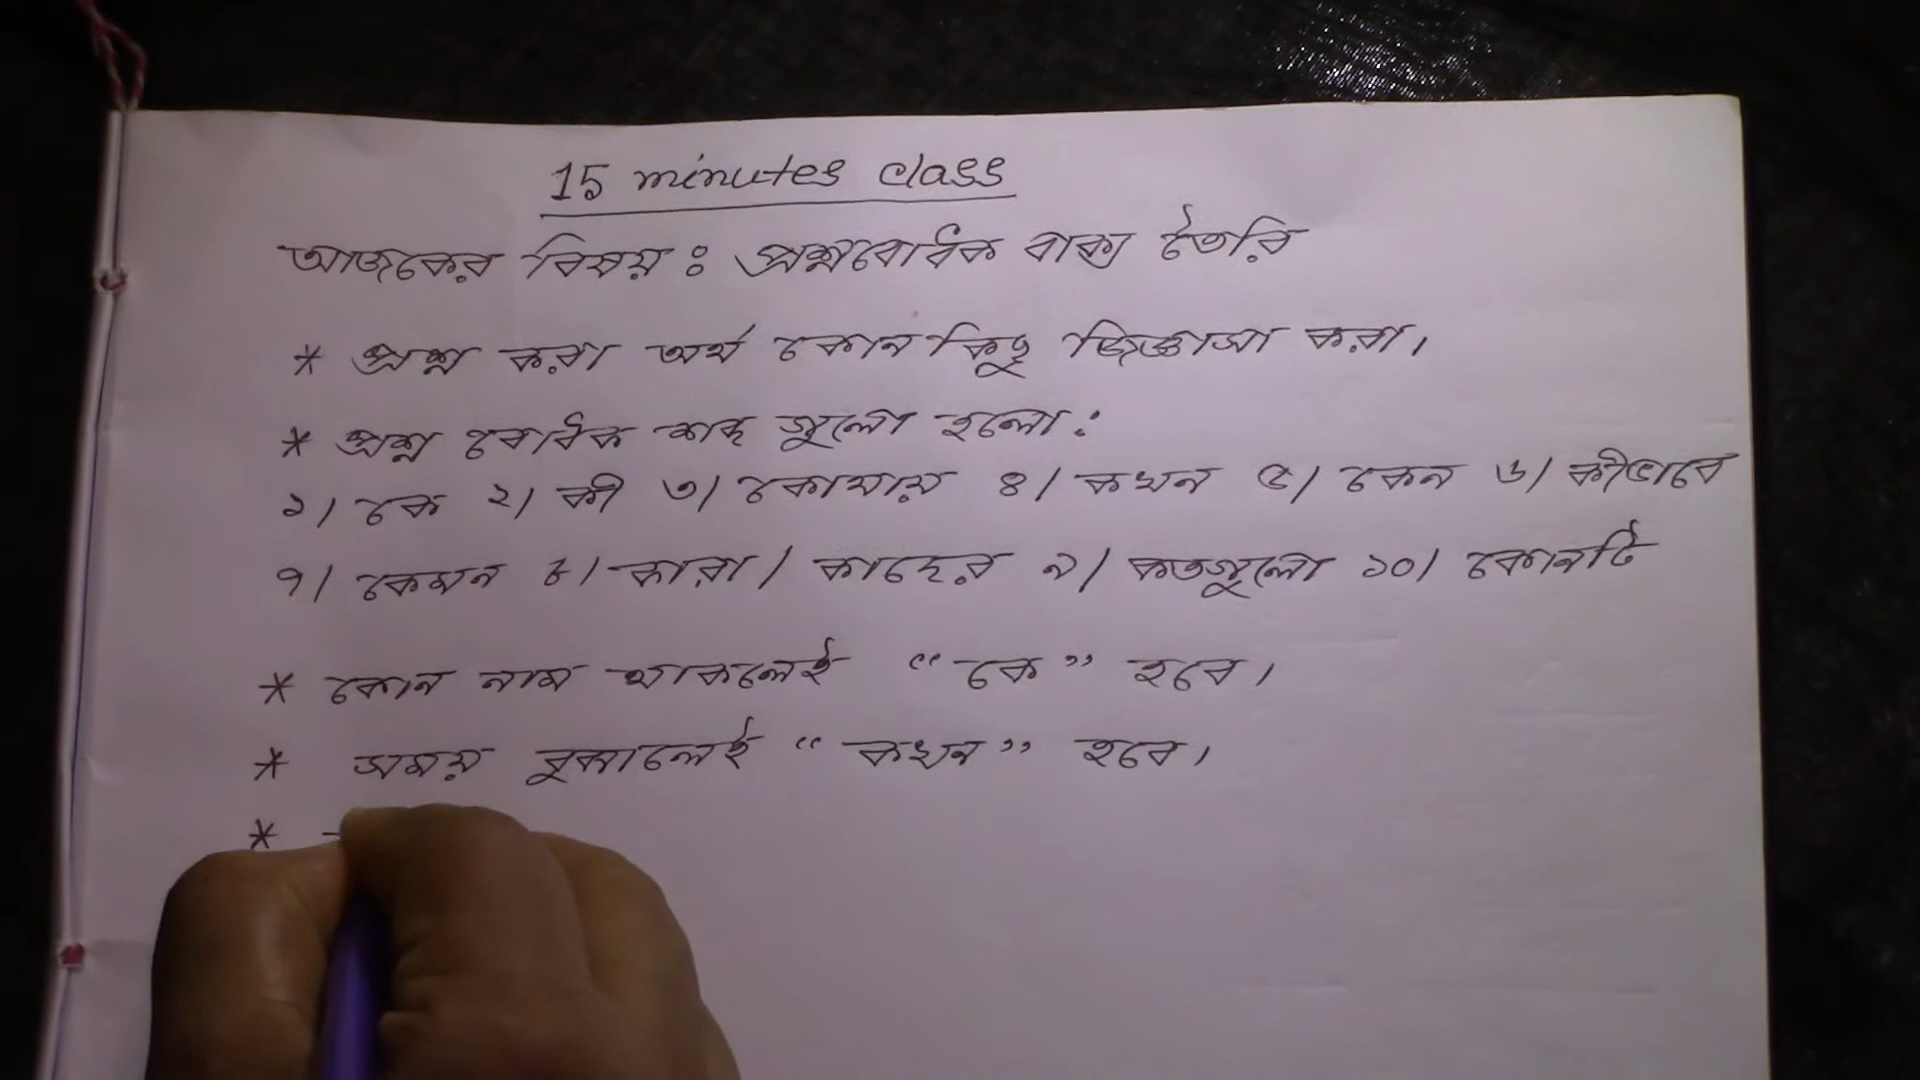 15 minutes class
আজকের বিষয় : প্রশ্নবোধক বাক্য তৈরি
* প্রশ্ন করা অর্থ কোন কিছু জিজ্ঞাসা করা।
* প্রশ্ন বোধক শব্দ গুলো হলো :
১/ কে ২/ কী ৩/ কোথায় ৪/ কখন ৫/ কেন ৬/ কীভাবে
৭/ কেমন ৮/ কারা / কাদের ৯/ কতগুলো ১০/ কোনটি
* কোন নাম থাকলেই “ কে ” হবে।
* সময় বুঝালেই “ কখন ” হবে।
*